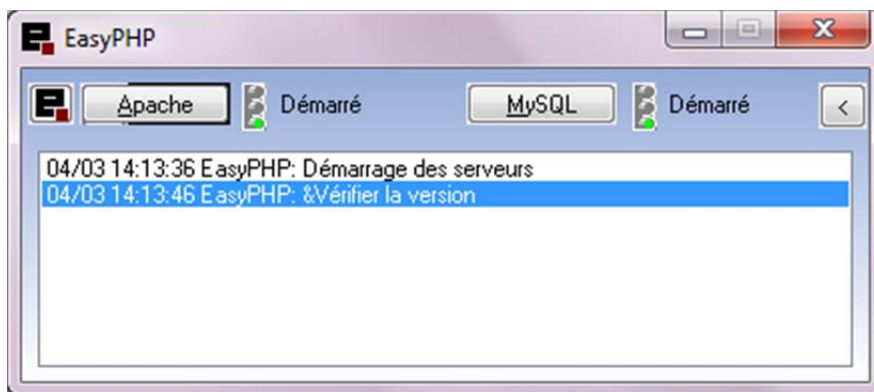 EasyPHP
Apache Démarré MySQL Démarré <
04/03 14:13:36 EasyPHP: Démarrage des serveurs
04/03 14:13:46 EasyPHP: &Vérifier la version